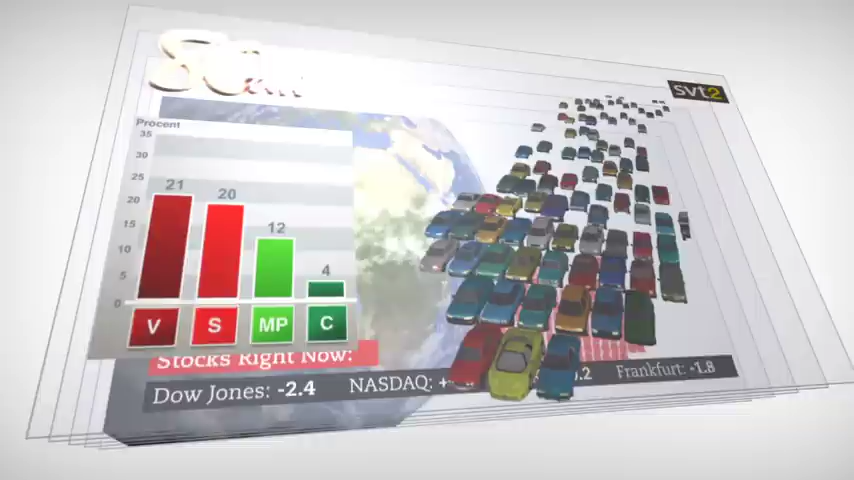 svt2
Procent
35
30
25
20
15
10
5
0
21
20
12
4
V
S
MP
C
Stocks Right Now:
Dow Jones: -2.4
NASDAQ: +
.2
Frankfurt: -1.8